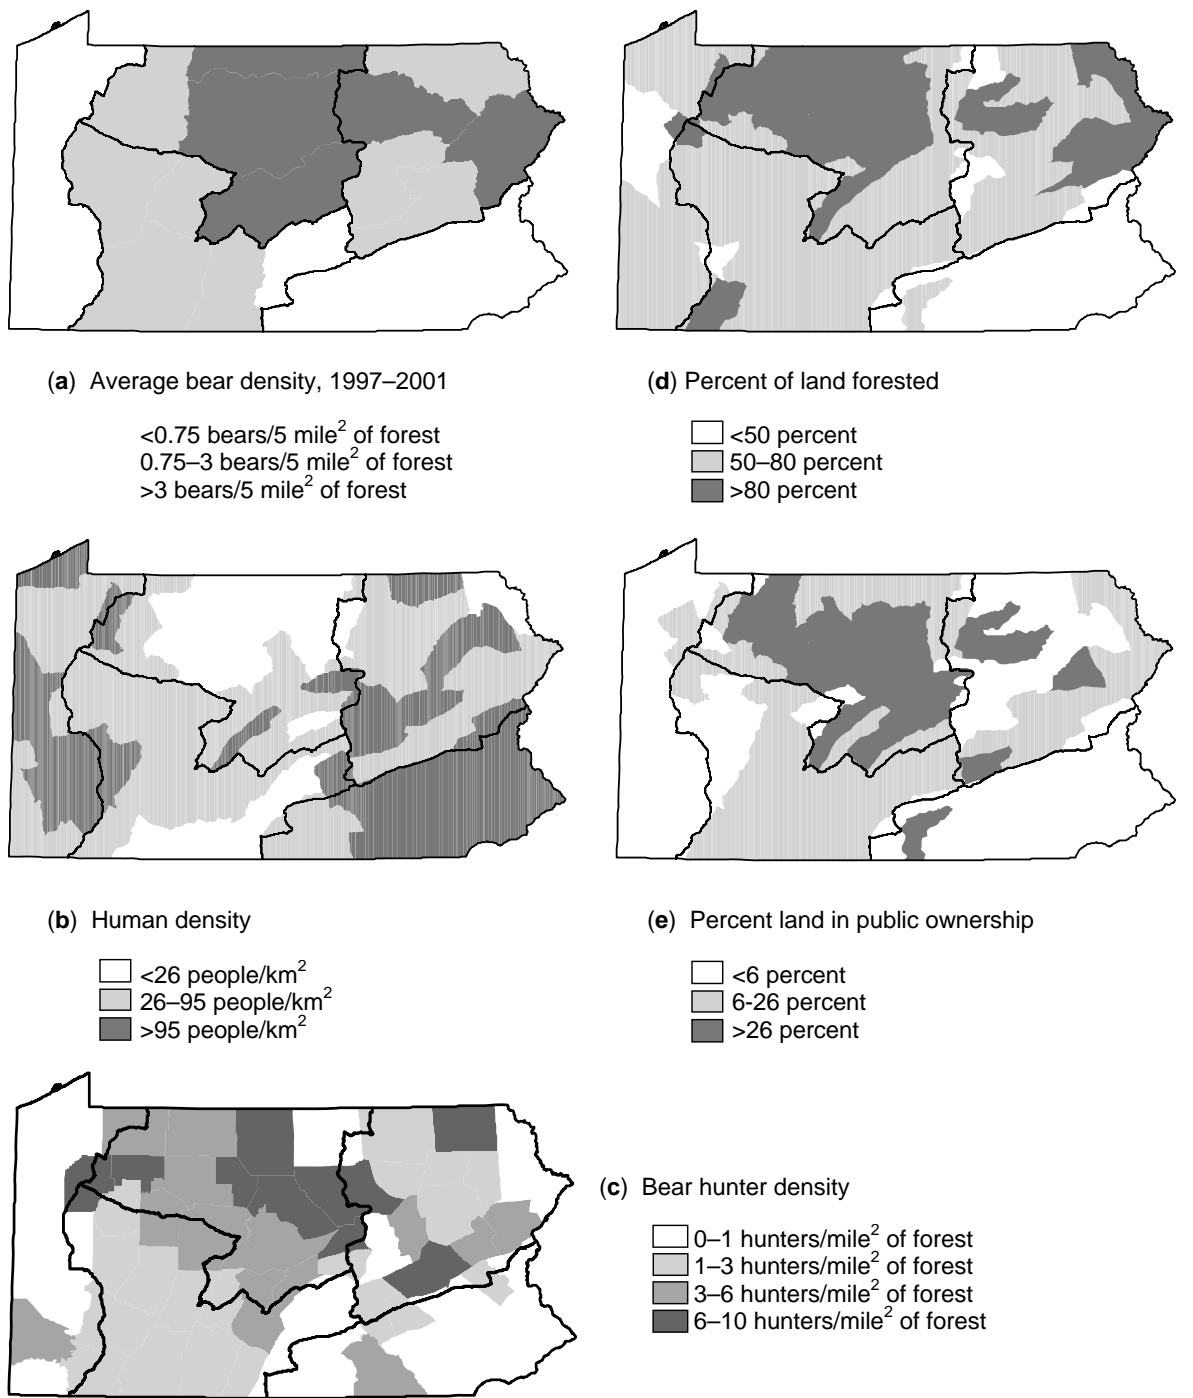 (a) Average bear density, 1997–2001
<0.75 bears/5 mile² of forest
0.75–3 bears/5 mile² of forest
>3 bears/5 mile² of forest
(d) Percent of land forested
<50 percent
50–80 percent
>80 percent
(b) Human density
<26 people/km²
26–95 people/km²
>95 people/km²
(e) Percent land in public ownership
<6 percent
6-26 percent
>26 percent
(c) Bear hunter density
0–1 hunters/mile² of forest
1–3 hunters/mile² of forest
3–6 hunters/mile² of forest
6–10 hunters/mile² of forest